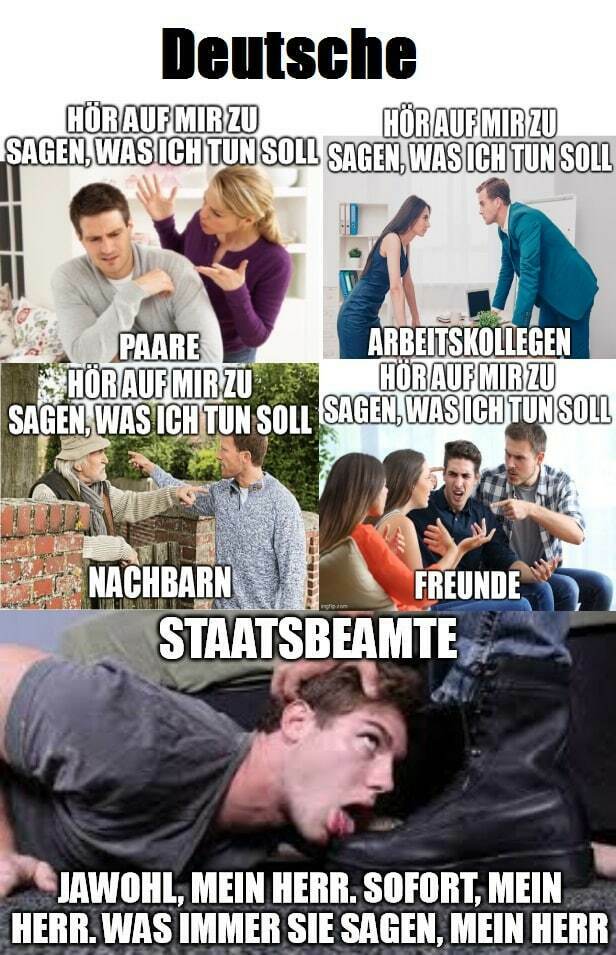 Deutsche
HÖR AUF MIR ZU
SAGEN, WAS ICH TUN SOLL
PAARE
HÖR AUF MIR ZU
SAGEN, WAS ICH TUN SOLL
ARBEITSKOLLEGEN
HÖR AUF MIR ZU
SAGEN, WAS ICH TUN SOLL
NACHBARN
HÖR AUF MIR ZU
SAGEN, WAS ICH TUN SOLL
FREUNDE
imgflip.com
STAATSBEAMTE
JAWOHL, MEIN HERR. SOFORT, MEIN
HERR. WAS IMMER SIE SAGEN, MEIN HERR